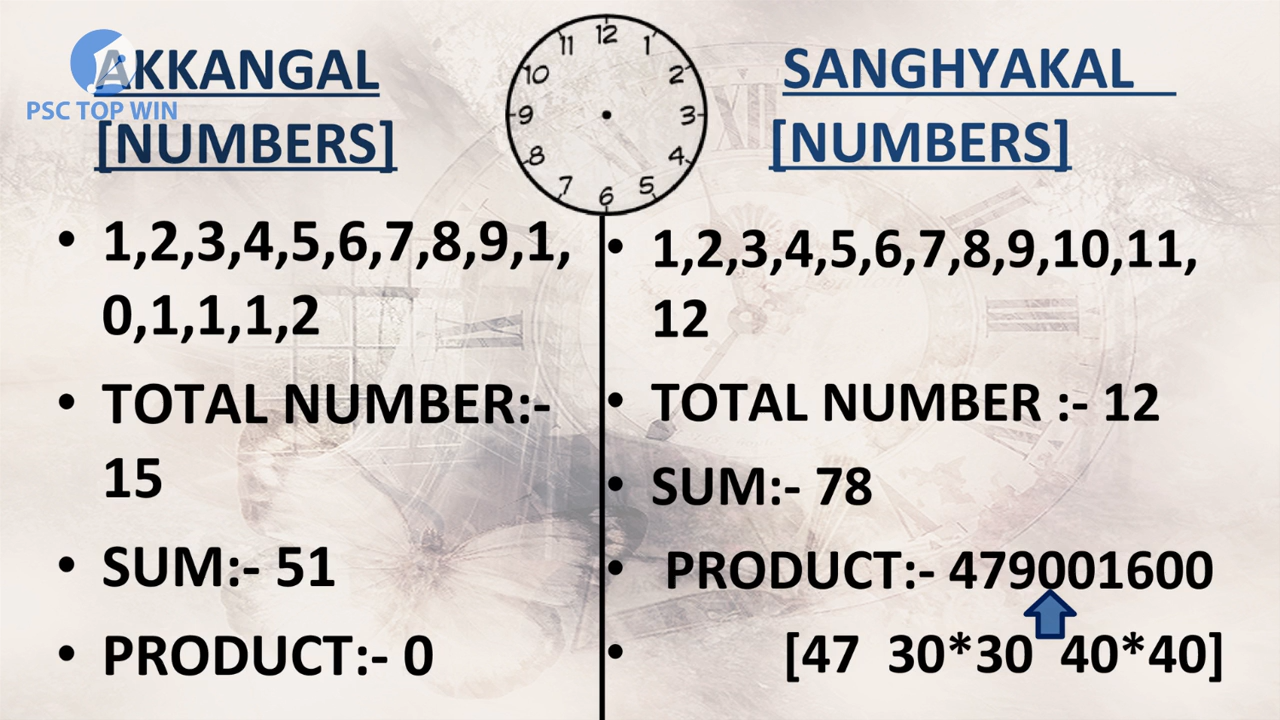 AKKANGAL
[NUMBERS]
PSC TOP WIN
12
11
1
10
2
9
3
8
4
7
5
6
SANGHYAKAL
[NUMBERS]
• 1,2,3,4,5,6,7,8,9,1,
0,1,1,1,2
• TOTAL NUMBER:-
15
• SUM:- 51
• PRODUCT:- 0
• 1,2,3,4,5,6,7,8,9,10,11,
12
• TOTAL NUMBER :- 12
• SUM:- 78
• PRODUCT:- 479001600
• [47 30*30 40*40]